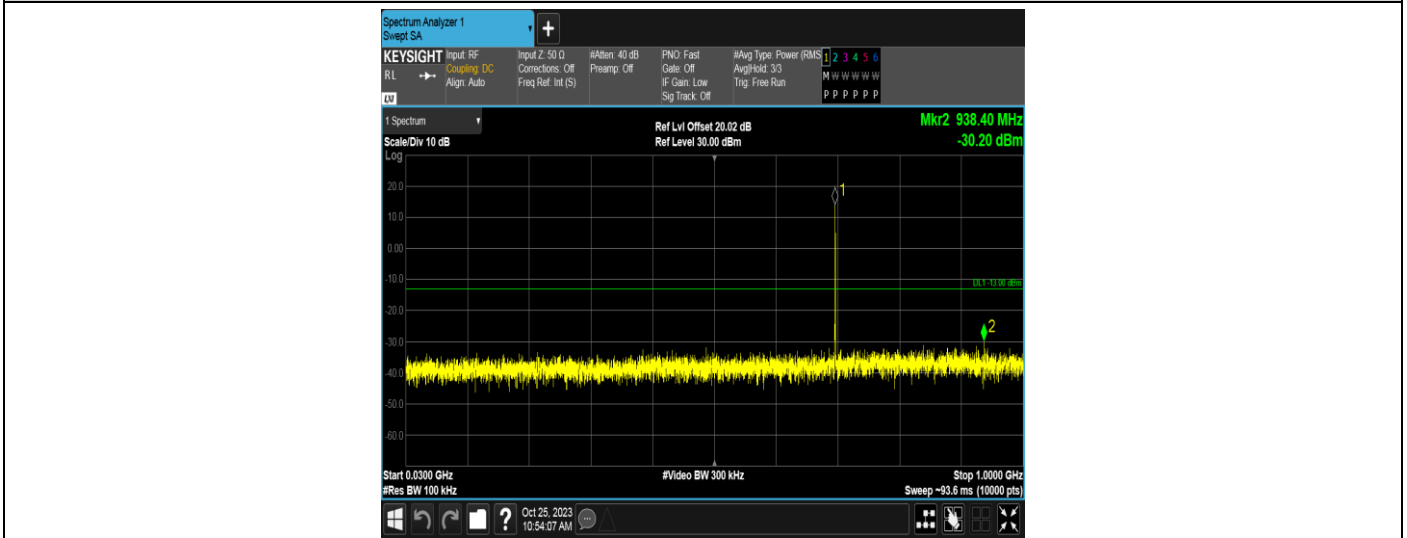 Spectrum Analyzer 1
Swept SA
+
KEYSIGHT
RL
LXI
Input: RF
Coupling: DC
Align: Auto
Input Z: 50 Ω
Corrections: Off
Freq Ref: Int (S)
#Atten: 40 dB
Preamp: Off
PNO: Fast
Gate: Off
IF Gain: Low
Sig Track: Off
#Avg Type: Power (RMS
Avg|Hold: 3/3
Trig: Free Run
1 2 3 4 5 6
M W W W W W
P P P P P P
1 Spectrum
Scale/Div 10 dB
Ref Lvl Offset 20.02 dB
Ref Level 30.00 dBm
Mkr2 938.40 MHz
-30.20 dBm
Log
20.0
1
10.0
0.00
-10.0
DL1 -13.00 dBm
-20.0
2
-30.0
-40.0
-50.0
-60.0
Start 0.0300 GHz
#Video BW 300 kHz
Stop 1.0000 GHz
#Res BW 100 kHz
Sweep ~93.6 ms (10000 pts)
?
Oct 25, 2023
10:54:07 AM